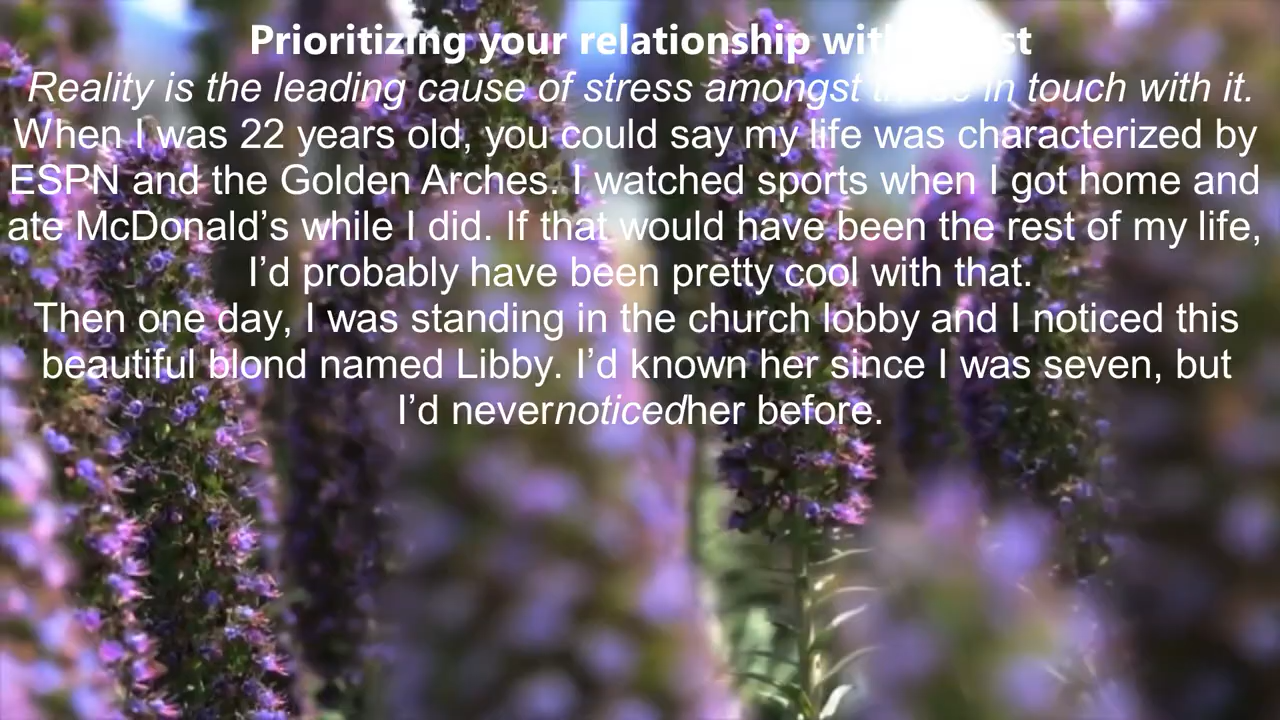 Prioritizing your relationship with
Reality is the leading cause of stress amongst those in touch with it.
When I was 22 years old, you could say my life was characterized by
ESPN and the Golden Arches. I watched sports when I got home and
ate McDonald’s while I did. If that would have been the rest of my life,
I’d probably have been pretty cool with that.
Then one day, I was standing in the church lobby and I noticed this
beautiful blond named Libby. I’d known her since I was seven, but
I’d nevernoticedher before.